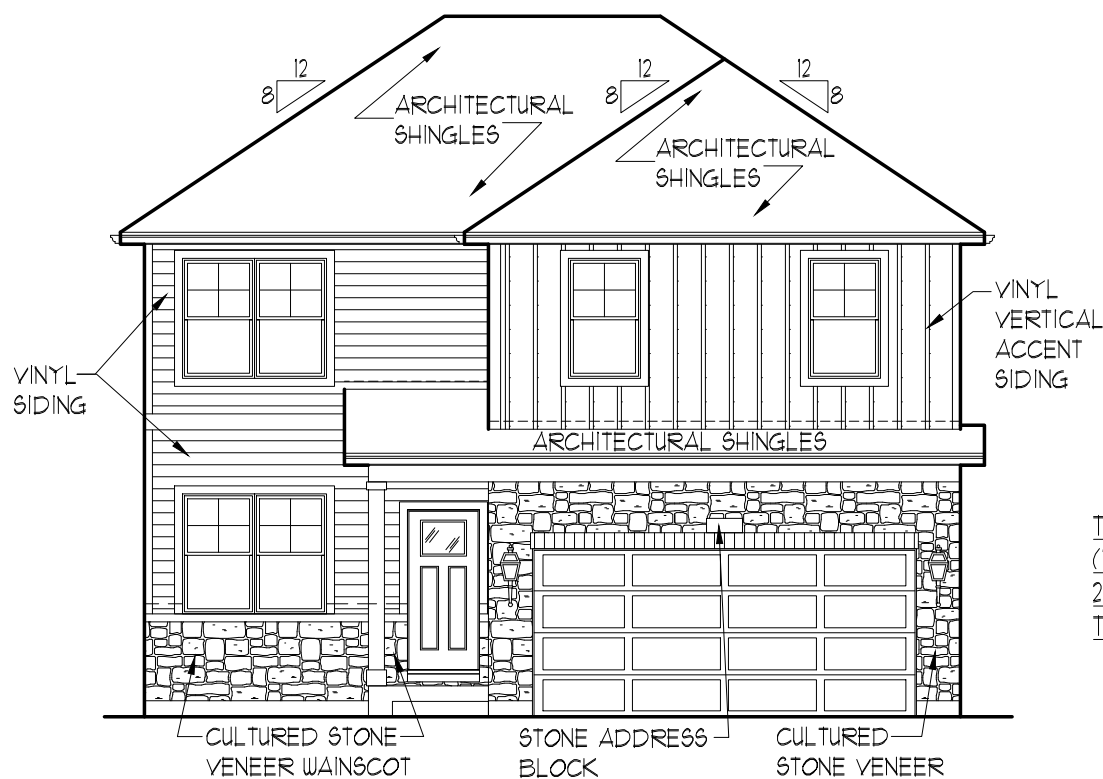 12
8
12
8
12
8
ARCHITECTURAL
SHINGLES
ARCHITECTURAL
SHINGLES
VINYL
VERTICAL
ACCENT
SIDING
VINYL
SIDING
ARCHITECTURAL SHINGLES
CULTURED STONE
VENEER WAINSCOT
STONE ADDRESS
BLOCK
CULTURED
STONE VENEER